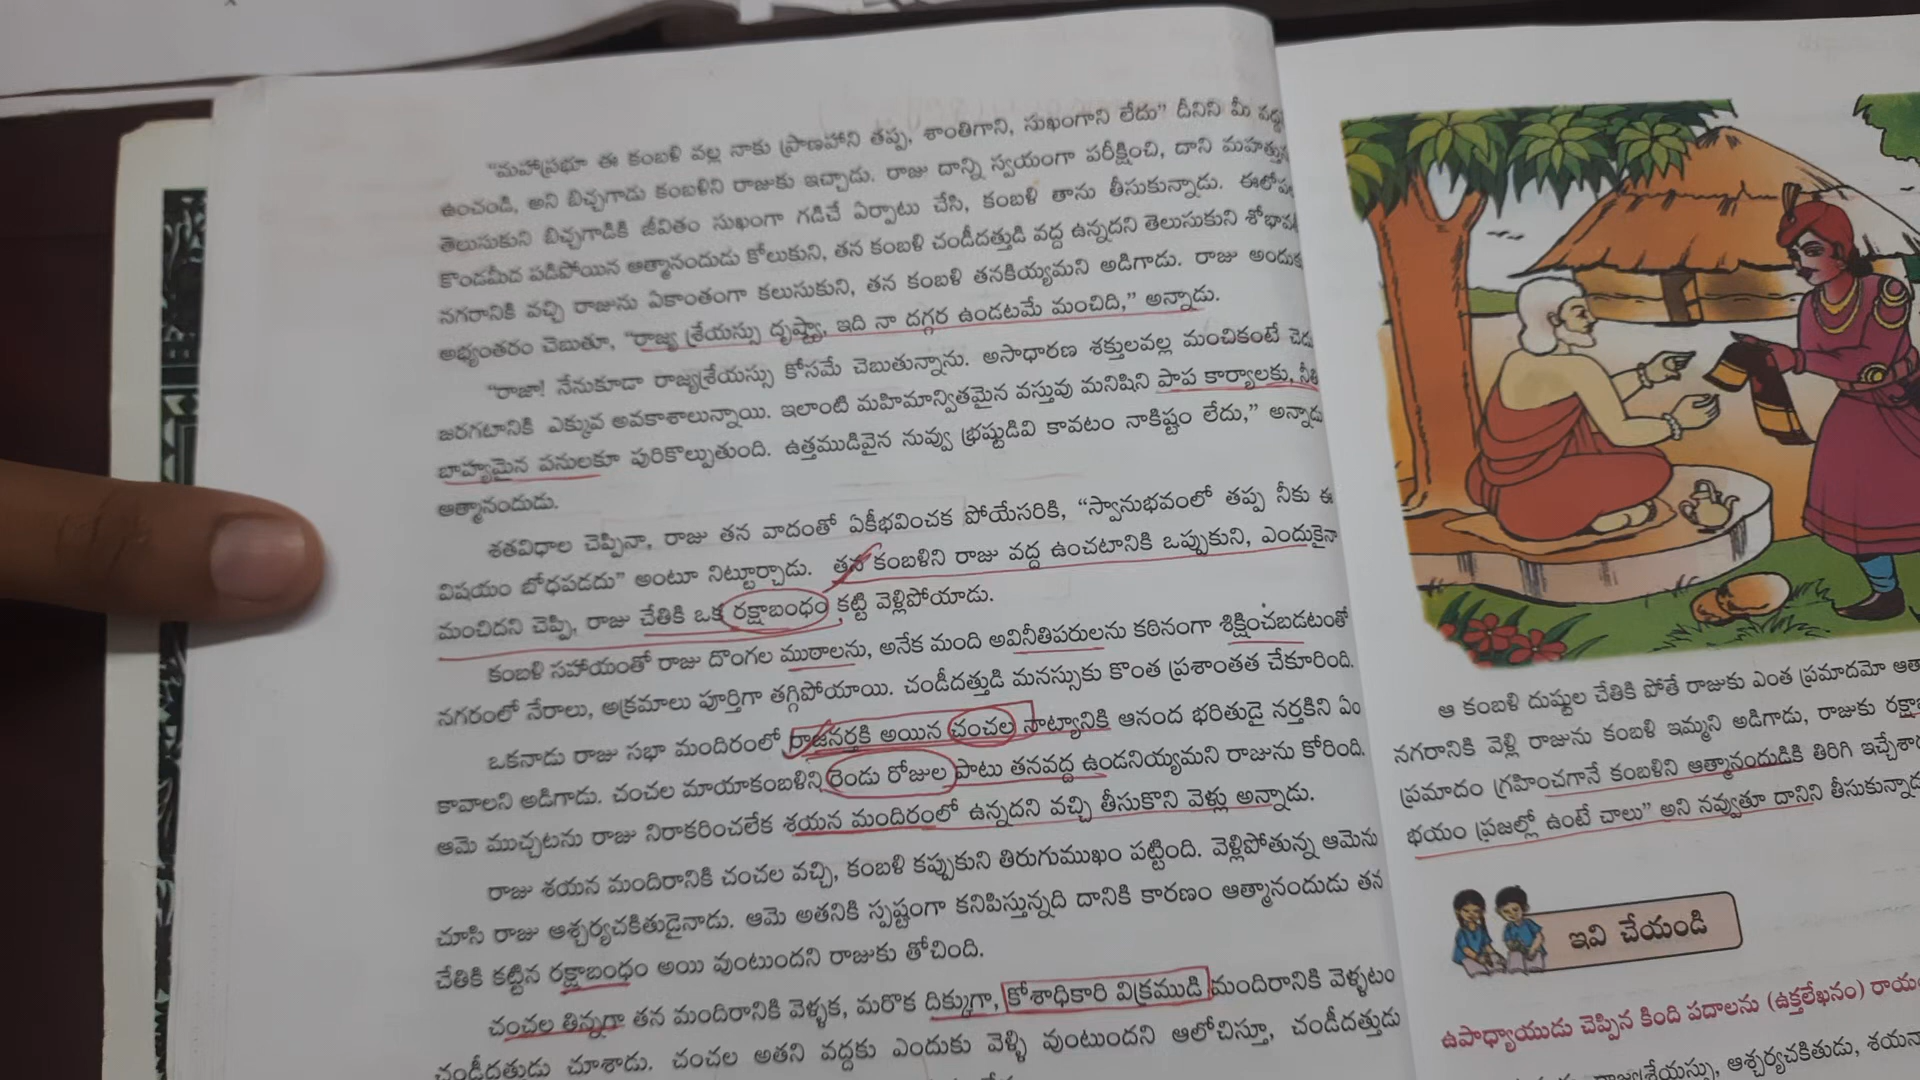 “మహాప్రభూ ఈ కంబళి వల్ల నాకు ప్రాణహాని తప్ప, శాంతిగాని, సుఖంగాని లేదు” దీనిని మీ వద్ద
ఉంచండి, అని బిచ్చగాడు కంబళిని రాజుకు ఇచ్చాడు. రాజు దాన్ని స్వయంగా పరీక్షించి, దాని
తెలుసుకుని బిచ్చగాడికి జీవితం సుఖంగా గడిచే ఏర్పాటు చేసి, కంబళి తాను తీసుకున్నాడు.
కొండమీద పడిపోయిన ఆత్మానందుడు కోలుకుని, తన కంబళి చండీదత్తుడి వద్ద ఉన్నదని తెలుసుకుని
నగరానికి వచ్చి రాజును ఏకాంతంగా కలుసుకుని, తన కంబళి తనకియ్యమని అడిగాడు. రాజు
అభ్యంతరం చెబుతూ, “రాజ్య శ్రేయస్సు దృష్ట్యా, ఇది నా దగ్గర ఉండటమే మంచిది,” అన్నాడు.
“రాజా! నేనుకూడా రాజ్యశ్రేయస్సు కోసమే చెబుతున్నాను. అసాధారణ శక్తులవల్ల మంచికంటే
జరగటానికి ఎక్కువ అవకాశాలున్నాయి. ఇలాంటి మహిమాన్వితమైన వస్తువు మనిషిని పాప కార్యాలకు,
బాహ్యమైన పనులకూ పురికొల్పుతుంది. ఉత్తముడివైన నువ్వు భ్రష్టుడివి కావటం నాకిష్టం లేదు,” అన్నాడు
ఆత్మానందుడు.
శతవిధాల చెప్పినా, రాజు తన వాదంతో ఏకీభవించక పోయేసరికి, “స్వానుభవంలో తప్ప నీకు ఈ
విషయం బోధపడదు” అంటూ నిట్టూర్చాడు. తన కంబళిని రాజు వద్ద ఉంచటానికి ఒప్పుకుని, ఎందుకైనా
మంచిదని చెప్పి, రాజు చేతికి ఒక రక్షాబంధం కట్టి వెళ్లిపోయాడు.
కంబళి సహాయంతో రాజు దొంగల ముఠాలను, అనేక మంది అవినీతిపరులను కఠినంగా శిక్షించబడటంతో
నగరంలో నేరాలు, అక్రమాలు పూర్తిగా తగ్గిపోయాయి. చండీదత్తుడి మనస్సుకు కొంత ప్రశాంతత చేకూరింది.
ఒకనాడు రాజు సభా మందిరంలో రాజనర్తకి అయిన చంచల నాట్యానికి ఆనంద భరితుడై నర్తకిని ఏం
కావాలని అడిగాడు. చంచల మాయాకంబళిని రెండు రోజుల పాటు తనవద్ద ఉండనియ్యమని రాజును కోరింది.
ఆమె ముచ్చటను రాజు నిరాకరించలేక శయన మందిరంలో ఉన్నదని వచ్చి తీసుకొని వెళ్లు అన్నాడు.
రాజు శయన మందిరానికి చంచల వచ్చి, కంబళి కప్పుకుని తిరుగుముఖం పట్టింది. వెళ్లిపోతున్న ఆమెను
చూసి రాజు ఆశ్చర్యచకితుడైనాడు. ఆమె అతనికి స్పష్టంగా కనిపిస్తున్నది దానికి కారణం ఆత్మానందుడు తన
చేతికి కట్టిన రక్షాబంధం అయి వుంటుందని రాజుకు తోచింది.
చంచల తిన్నగా తన మందిరానికి వెళ్ళక, మరొక దిక్కుగా, కోశాధికారి విక్రముడి మందిరానికి వెళ్ళటం
చండీదత్తుడు చూశాడు. చంచల అతని వద్దకు ఎందుకు వెళ్ళి వుంటుందని ఆలోచిస్తూ, చండీదత్తుడు
ఆ కంబళి దుష్టుల చేతికి పోతే రాజుకు ఎంత ప్రమాదమో
నగరానికి వెళ్లి రాజును కంబళి ఇమ్మని అడిగాడు, రాజుకు
ప్రమాదం గ్రహించగానే కంబళిని ఆత్మానందుడికి తిరిగి
భయం ప్రజల్లో ఉంటే చాలు” అని నవ్వుతూ దానిని తీసుకున్నాడు
ఇవి చేయండి
ఉపాధ్యాయుడు చెప్పిన కింది పదాలను (ఉక్తలేఖనం)
రాజ్యశ్రేయస్సు, ఆశ్చర్యచకితుడు,